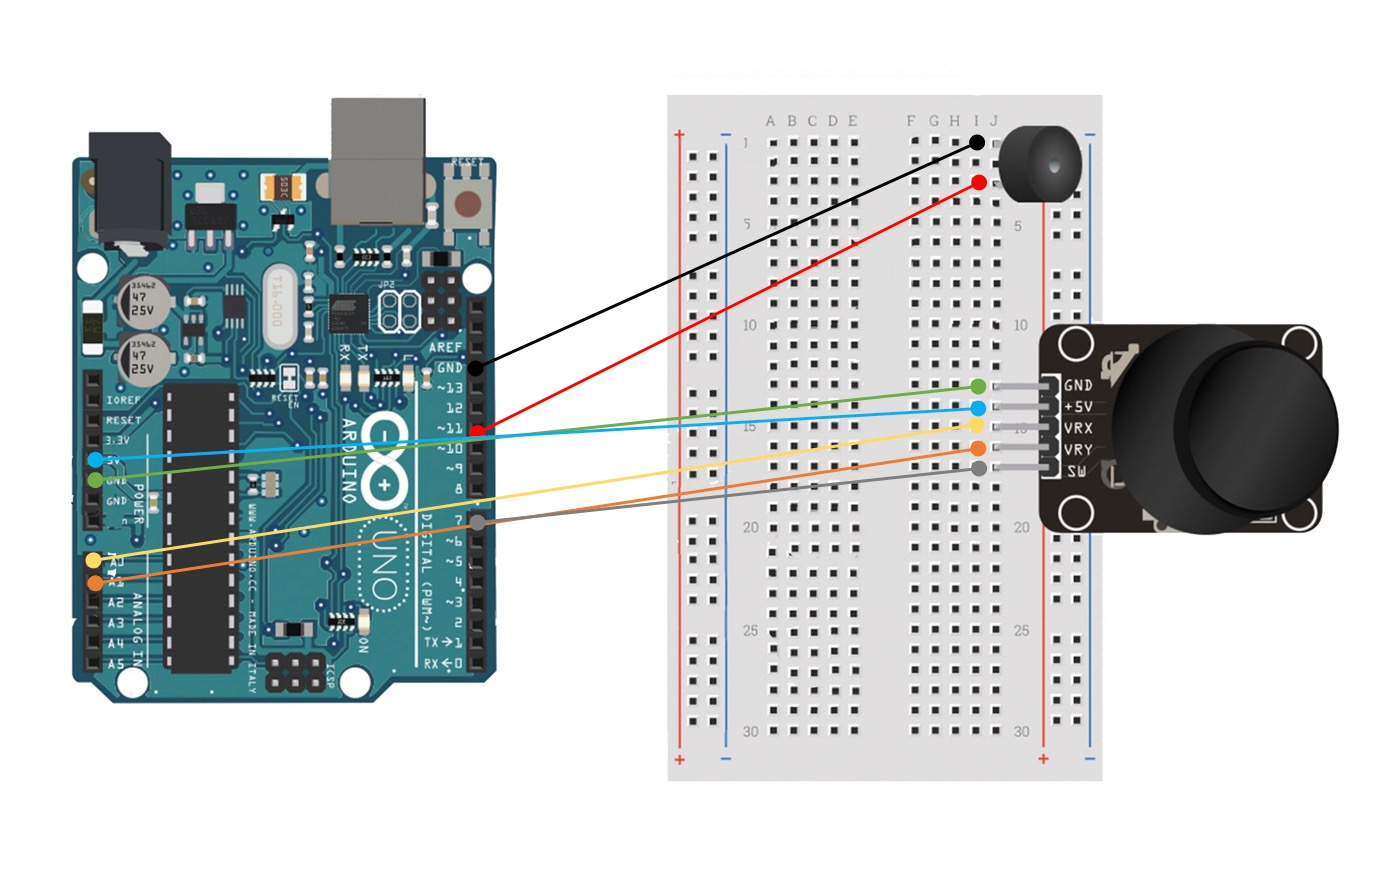 RESET
35462
47
25V
35462
47
25V
T16.000
JP2
RX
TX
L
RESET
EN
AREF
GND
~13
12
~11
~10
~9
8
7
~6
~5
4
~3
2
TX→1
RX←0
DIGITAL (PWM~)
IOREF
RESET
3.3V
5V
GND
GND
POWER
A1
A2
A3
A4
A5
ANALOG IN
ARDUINO
UNO
WWW.ARDUINO.CC - MADE IN ITALY
ON
ICSP
A B C D E F G H I J
+ − −
1
5 5
10 10
15 15
20 20
25 25
30 30
+ − + −
GND
+5V
VRX
VRY
SW